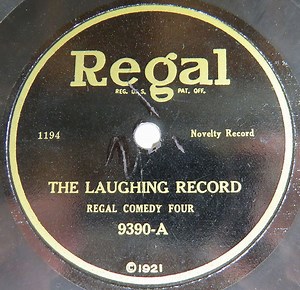 Regal
REG. U.S. PAT. OFF.
1194 Novelty Record
THE LAUGHING RECORD
REGAL COMEDY FOUR
9390-A
©1921